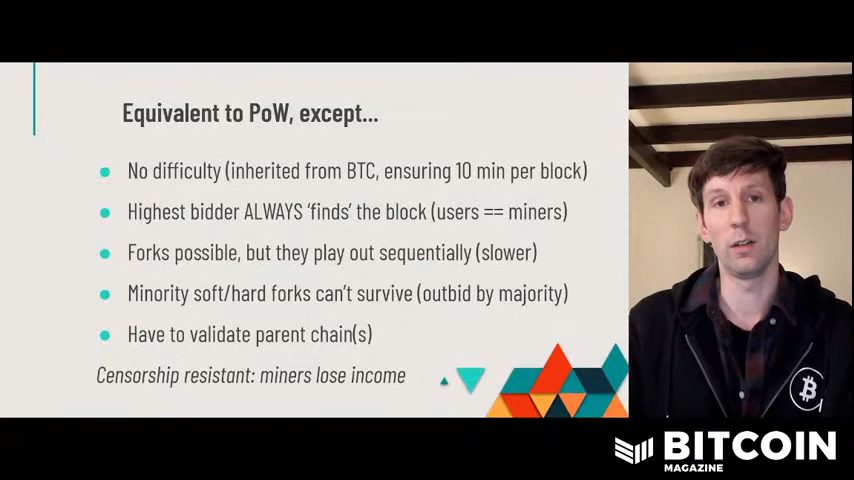 Equivalent to PoW, except...
No difficulty (inherited from BTC, ensuring 10 min per block)
Highest bidder ALWAYS 'finds' the block (users == miners)
Forks possible, but they play out sequentially (slower)
Minority soft/hard forks can't survive (outbid by majority)
Have to validate parent chain(s)
Censorship resistant: miners lose income
BITCOIN
MAGAZINE